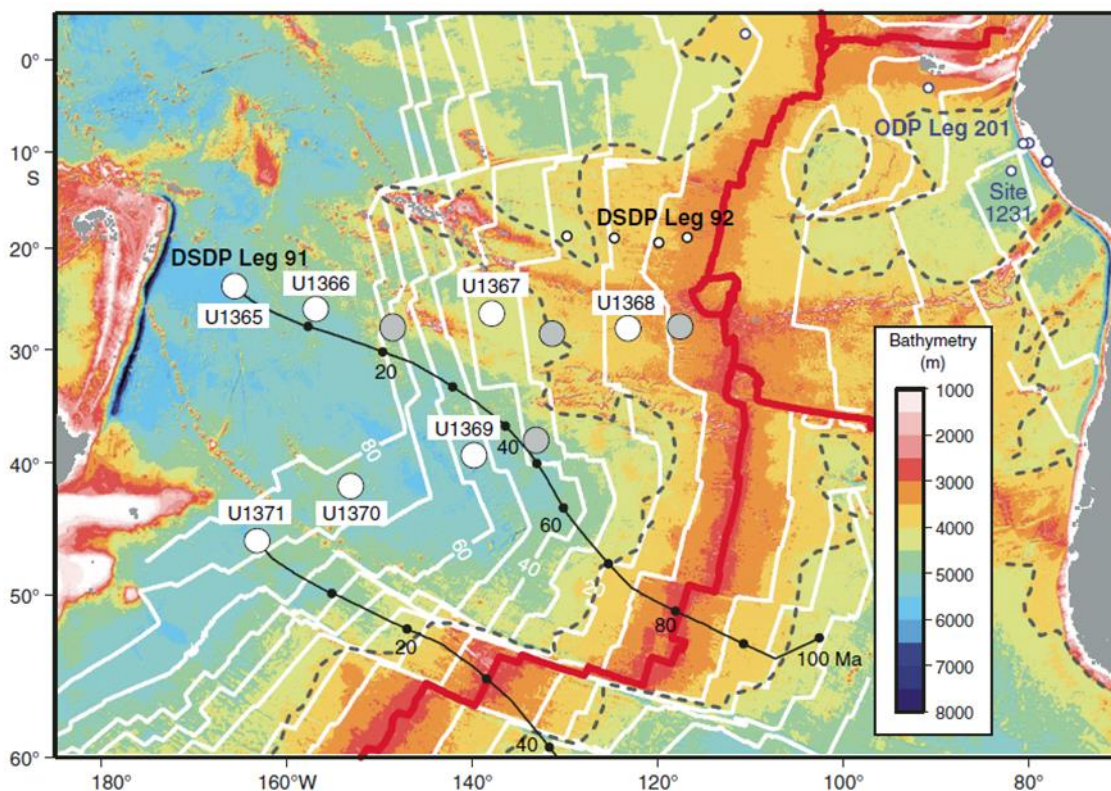 0°
10°
S
20°
30°
40°
50°
60°
180°
160°W
140°
120°
100°
80°
ODP Leg 201
Site
1231
DSDP Leg 92
DSDP Leg 91
U1365
U1366
U1367
U1368
U1369
U1370
U1371
20
40
60
80
100 Ma
20
40
80
60
40
20
Bathymetry
(m)
1000
2000
3000
4000
5000
6000
7000
8000